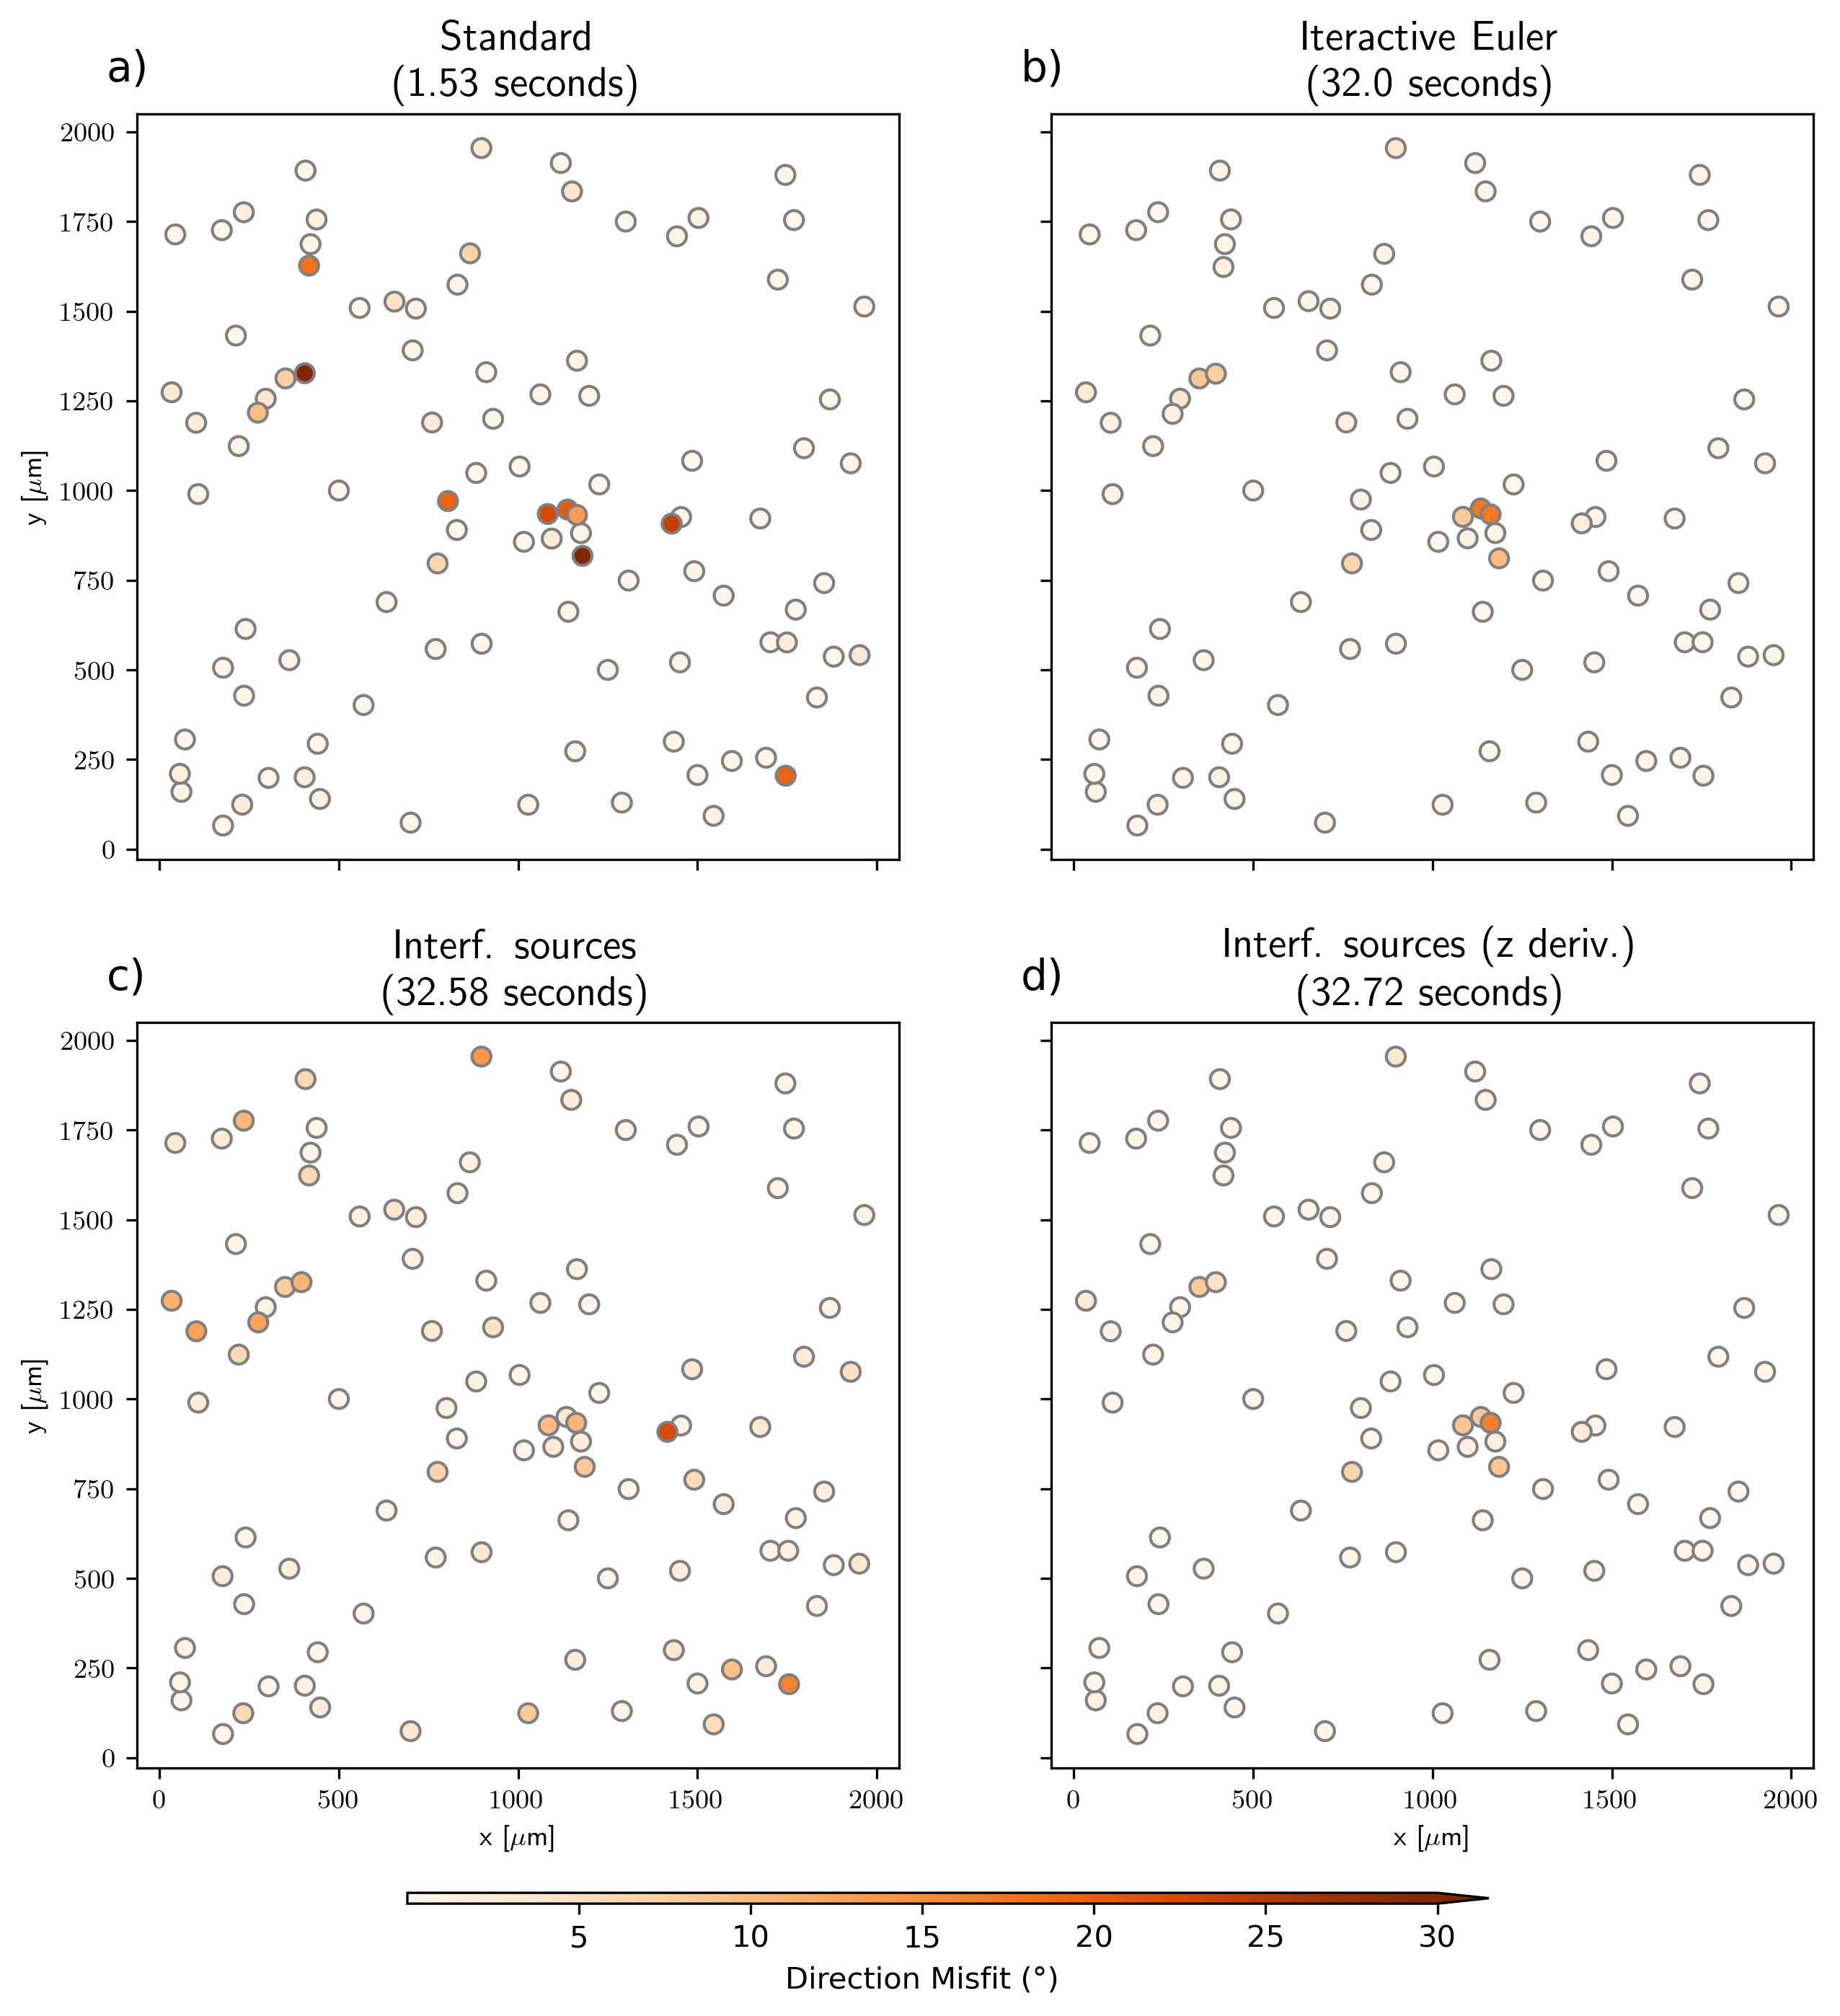 a)
Standard
(1.53 seconds)
b)
Iteractive Euler
(32.0 seconds)
2000
1750
1500
1250
1000
750
500
250
0
y [μm]
c)
Interf. sources
(32.58 seconds)
d)
Interf. sources (z deriv.)
(32.72 seconds)
2000
1750
1500
1250
1000
750
500
250
0
y [μm]
0 500 1000 1500 2000
x [μm]
0 500 1000 1500 2000
x [μm]
5 10 15 20 25 30
Direction Misfit (°)